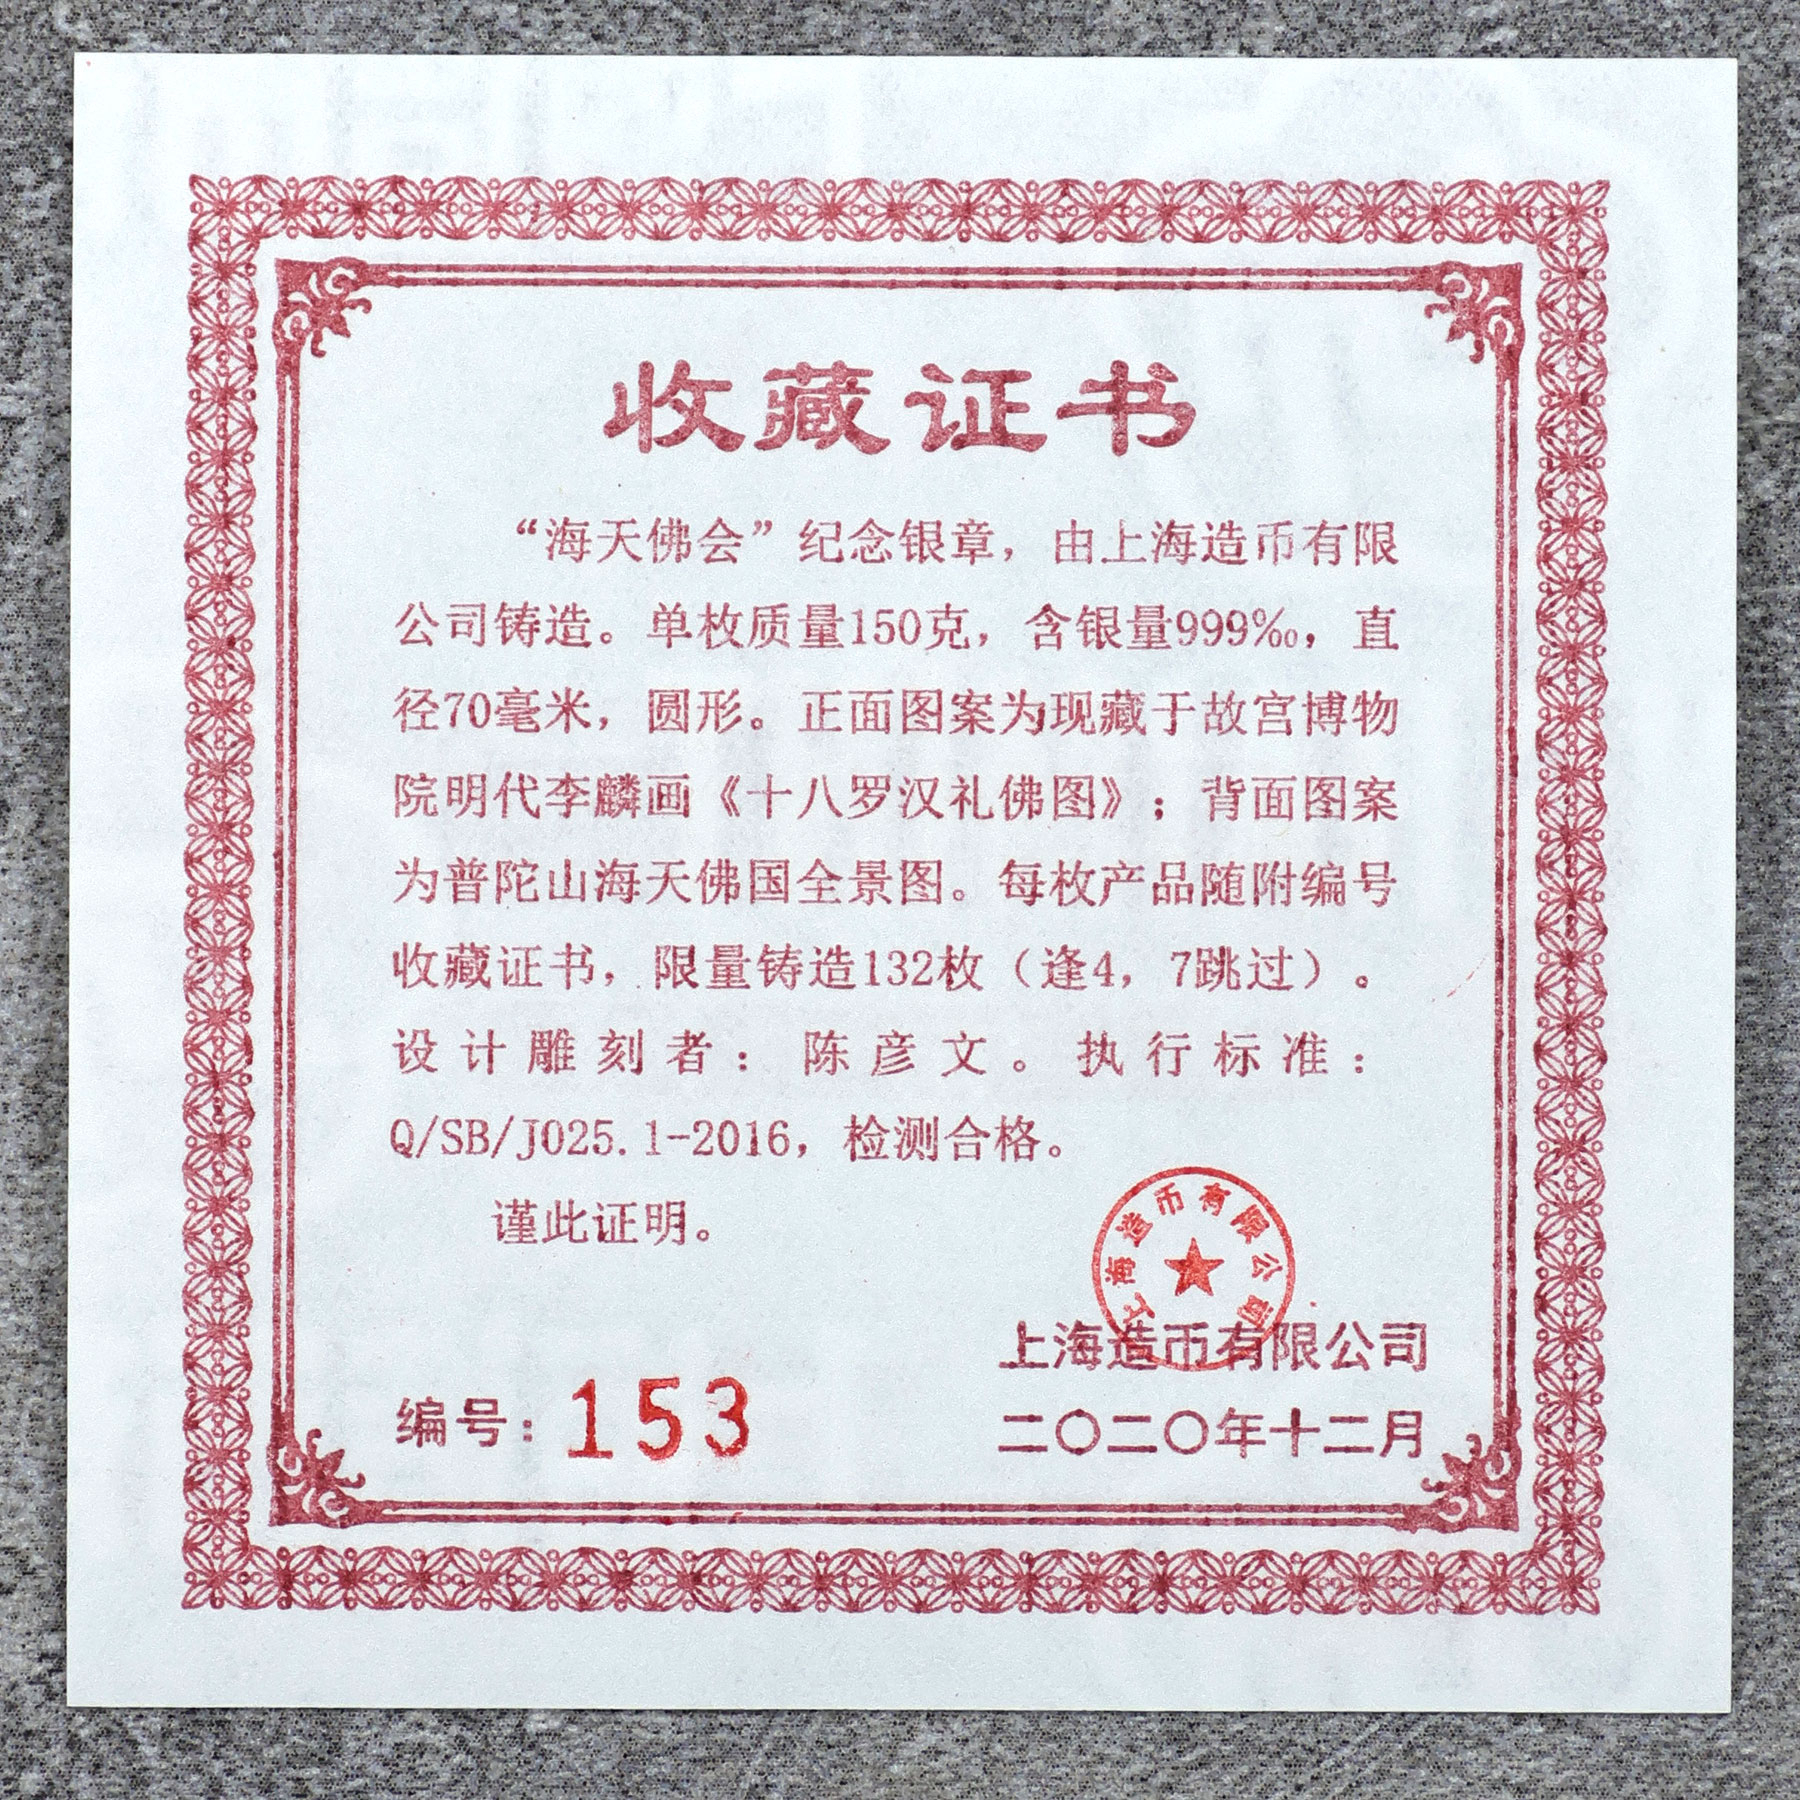 收藏证书
“海天佛会”纪念银章，由上海造币有限
公司铸造。单枚质量150克，含银量999‰，直
径70毫米，圆形。正面图案为现藏于故宫博物
院明代李麟画《十八罗汉礼佛图》；背面图案
为普陀山海天佛国全景图。每枚产品随附编号
收藏证书，限量铸造132枚（逢4，7跳过）。
设计雕刻者：陈彦文。执行标准：
Q/SB/J025.1-2016，检测合格。
谨此证明。
上海造币有限公司
上海造币有限公司
编号：153
二〇二〇年十二月